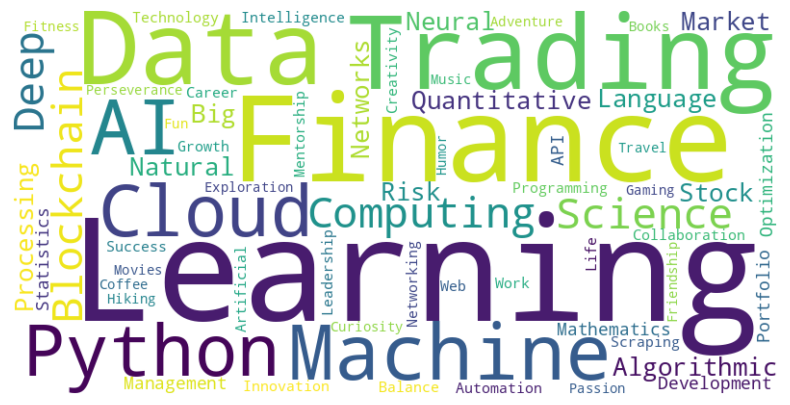 Fitness
Technology
Intelligence
Neural
Adventure
Books
Market
Data
Trading
Deep
Perseverance
Career
Networks
Creativity
Music
Quantitative
Language
AI
Big
Fun
Finance
Mentorship
Growth
Natural
Humor
API
Travel
Optimization
Blockchain
Processing
Exploration
Risk
Programming
Gaming
Stock
Cloud
Computing
Science
Statistics
Success
Collaboration
Life
Learning
Movies
Coffee
Hiking
Artificial
Leadership
Networking
Web
Work
Friendship
Portfolio
Python
Machine
Curiosity
Mathematics
Scraping
Algorithmic
Management
Innovation
Balance
Automation
Passion
Development